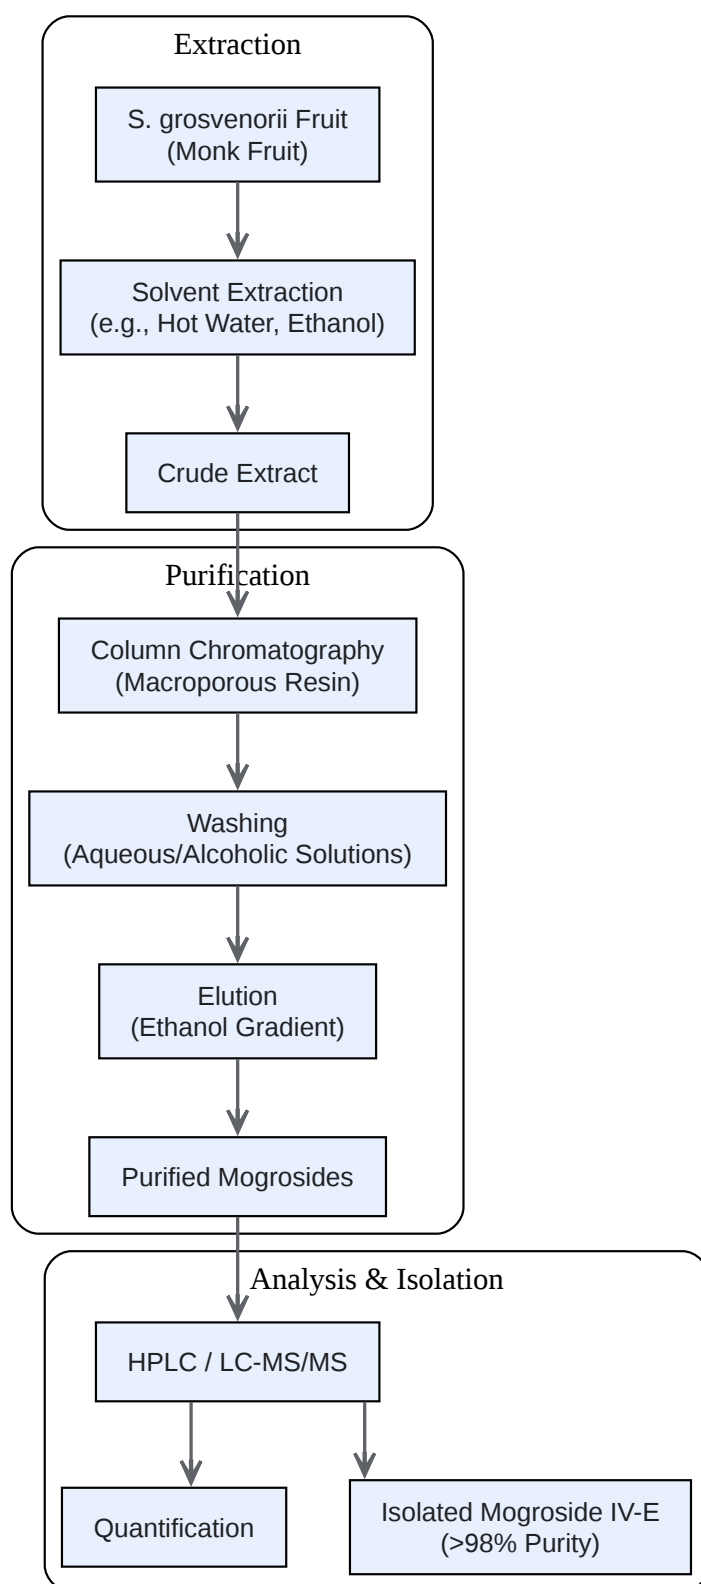 Extraction
S. grosvenorii Fruit
(Monk Fruit)
Solvent Extraction
(e.g., Hot Water, Ethanol)
Crude Extract
Purification
Column Chromatography
(Macroporous Resin)
Washing
(Aqueous/Alcoholic Solutions)
Elution
(Ethanol Gradient)
Purified Mogrosides
Analysis & Isolation
HPLC / LC-MS/MS
Quantification
Isolated Mogroside IV-E
(>98% Purity)